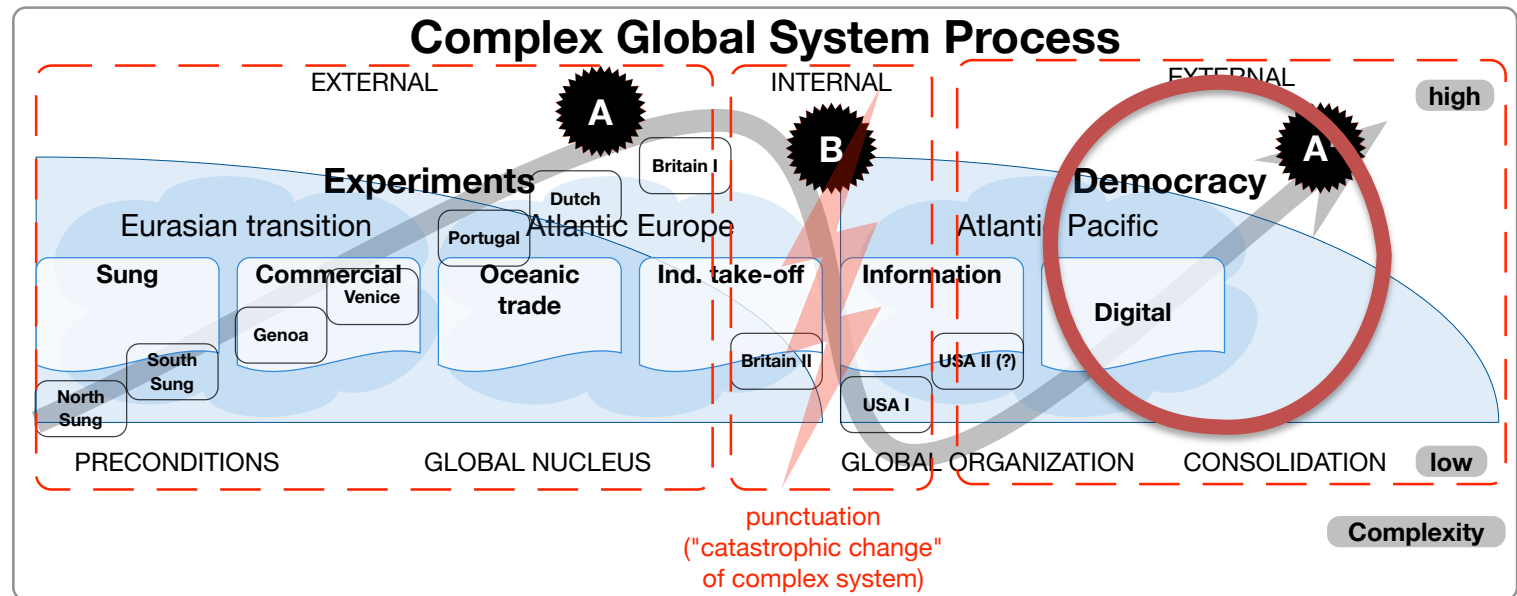 Complex Global System Process
EXTERNAL
INTERNAL
EXTERNAL
high
A
B
A'
Britain I
Experiments
Dutch
Democracy
Eurasian transition
Portugal
Atlantic Europe
Atlantic Pacific
Sung
Commercial
Venice
Oceanic
trade
Ind. take-off
Information
Digital
Genoa
South
Sung
Britain II
USA II (?)
North
Sung
USA I
PRECONDITIONS
GLOBAL NUCLEUS
GLOBAL ORGANIZATION
CONSOLIDATION
low
punctuation
("catastrophic change"
of complex system)
Complexity